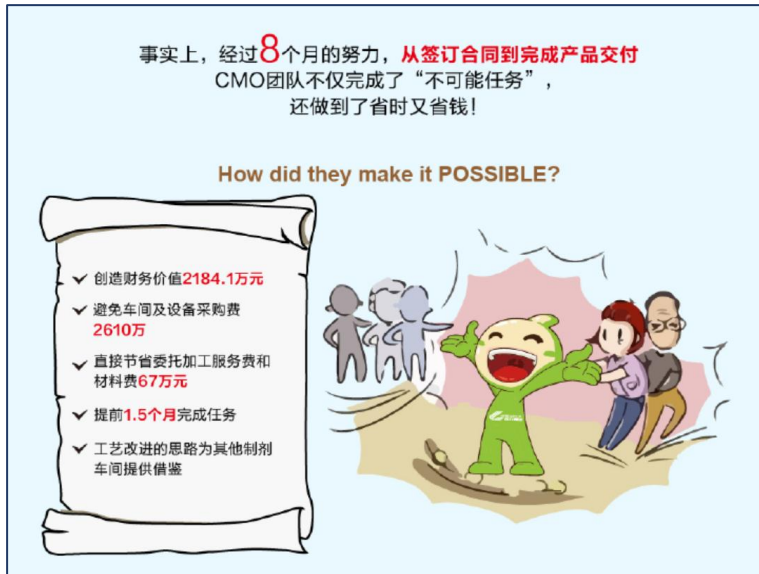 事实上，经过8个月的努力，从签订合同到完成产品交付
CMO团队不仅完成了“不可能任务”，
还做到了省时又省钱！
How did they make it POSSIBLE?
创造财务价值2184.1万元
避免车间及设备采购费
2610万
直接节省委托加工服务费和
材料费67万元
提前1.5个月完成任务
工艺改进的思路为其他制剂
车间提供借鉴